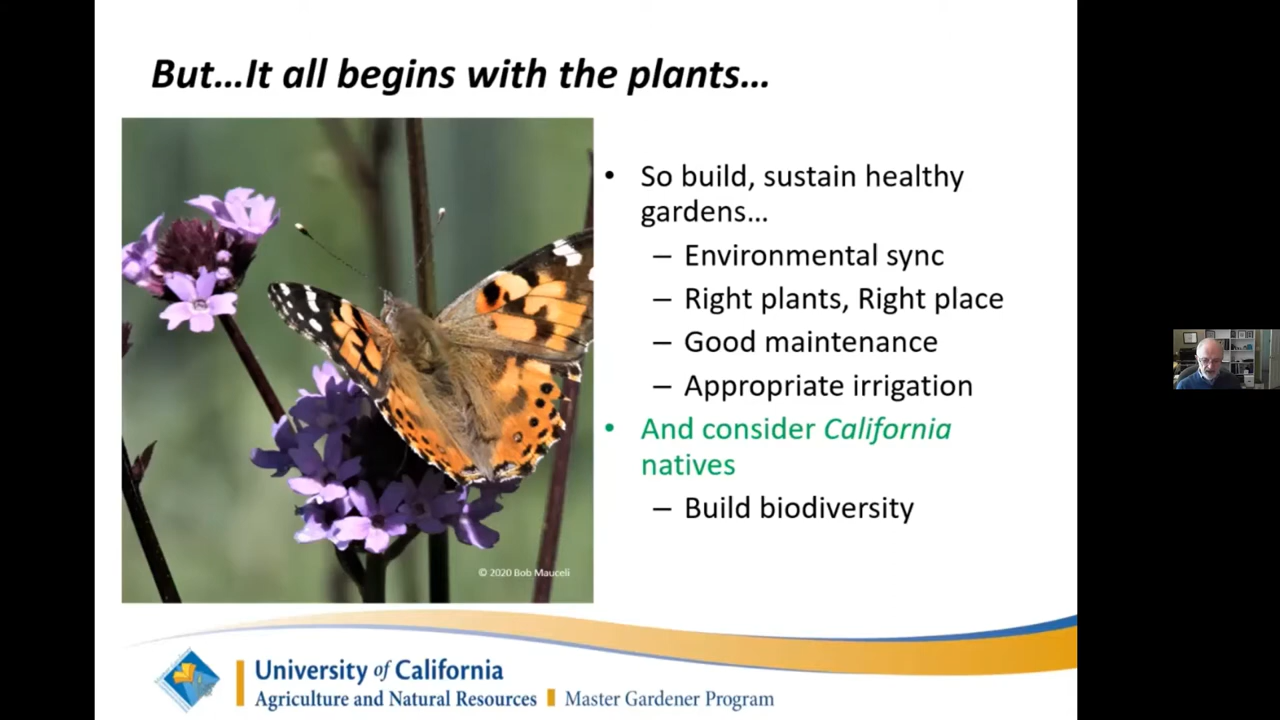 But...It all begins with the plants...
• So build, sustain healthy
gardens...
– Environmental sync
– Right plants, Right place
– Good maintenance
– Appropriate irrigation
• And consider California
natives
– Build biodiversity
© 2020 Bob Mauceli
University of California
Agriculture and Natural Resources | Master Gardener Program